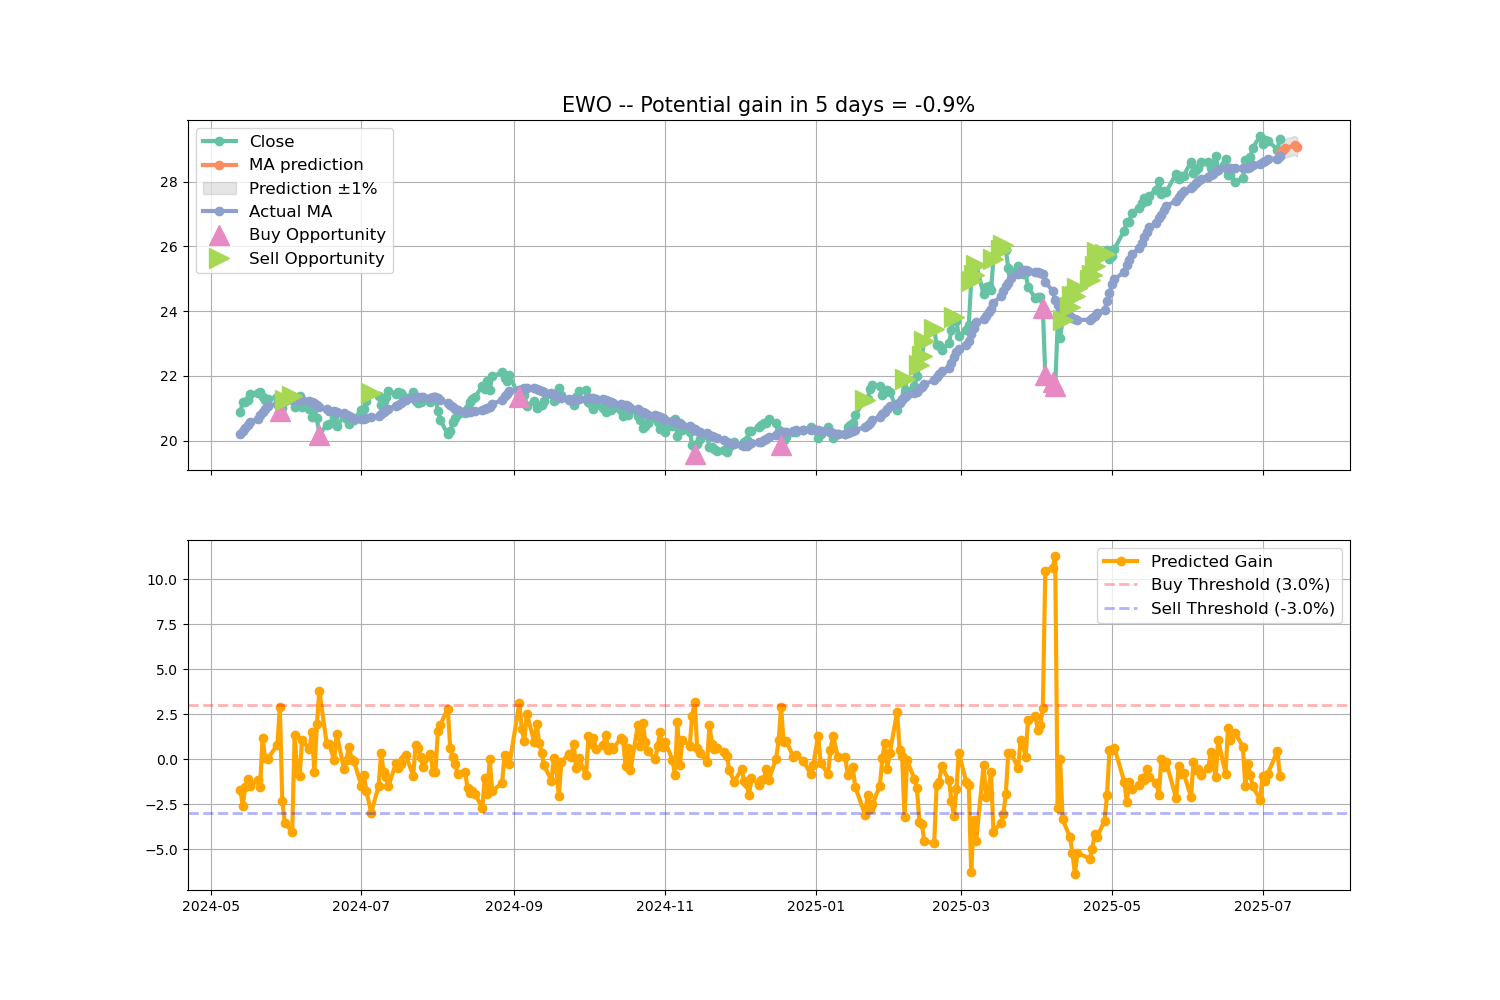 EWO -- Potential gain in 5 days = -0.9%
Close
MA prediction
Prediction ±1%
Actual MA
Buy Opportunity
Sell Opportunity
28
26
24
22
20
Predicted Gain
Buy Threshold (3.0%)
Sell Threshold (-3.0%)
10.0
7.5
5.0
2.5
0.0
−2.5
−5.0
2024-05 2024-07 2024-09 2024-11 2025-01 2025-03 2025-05 2025-07